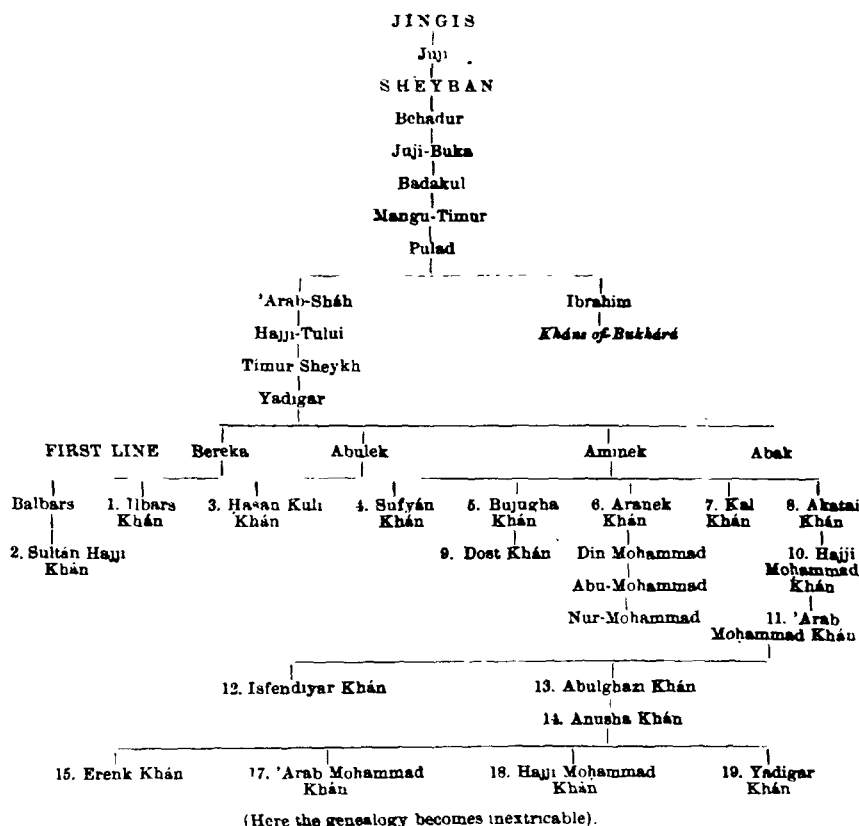 JINGIS
Juji
SHEYBAN
Behadur
Juji-Buka
Badakul
Mangu-Timur
Pulad
'Arab-Sháh Ibrahim
Hajji-Tului Kháns of Bukhárá
Timur Sheykh
Yadigar
FIRST LINE Bereka Abulek Aminek Abak
Balbars 1. Ilbars 3. Hasan Kuli 4. Sufyán 5. Bujugha 6. Aranek 7. Kal 8. Akatai
Khán Khán Khán Khán Khán Khán Khán
2. Sultán Hajji 9. Dost Khán Din Mohammad 10. Hajji
Khán Mohammad
Abu-Mohammad Khán
Nur-Mohammad 11. 'Arab
Mohammad Khán
12. Isfendiyar Khán 13. Abulghazi Khán
14. Anusha Khán
15. Erenk Khán 17. 'Arab Mohammad 18. Hajji Mohammad 19. Yadigar
Khán Khán Khán
(Here the genealogy becomes inextricable).